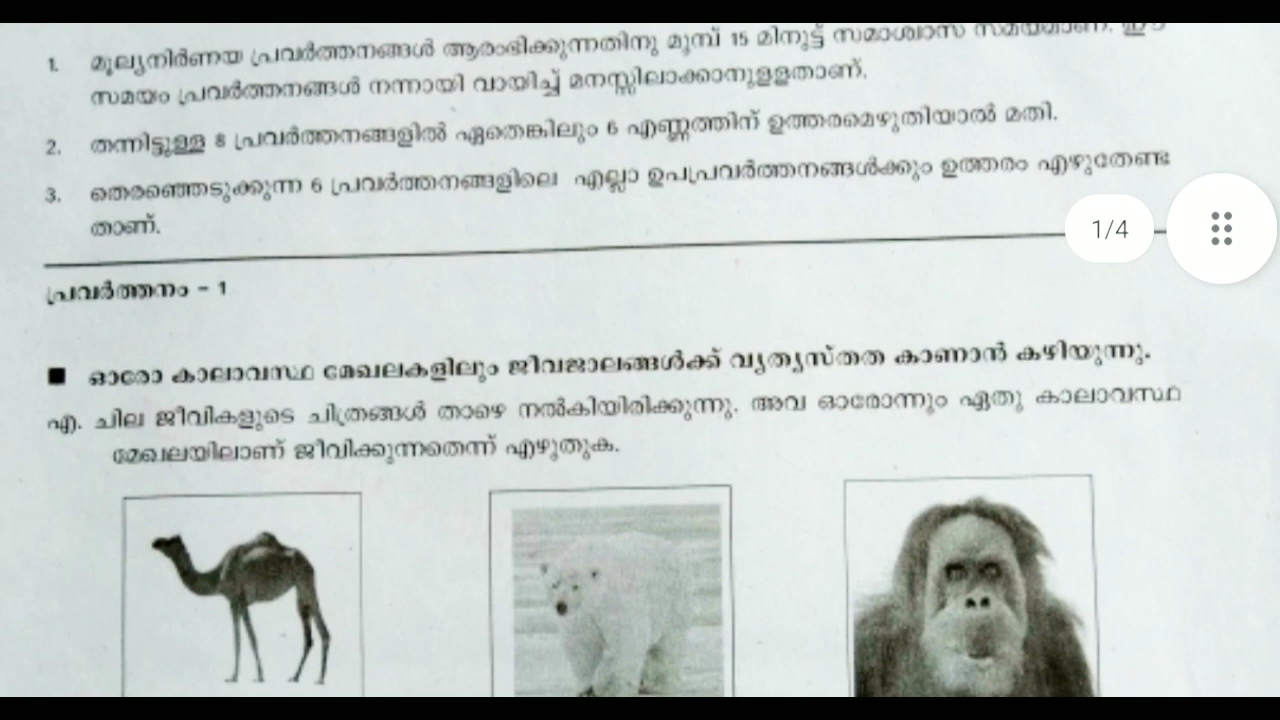 1. മൂല്യനിർണയ പ്രവർത്തനങ്ങൾ ആരംഭിക്കുന്നതിനു മുമ്പ് 15 മിനുട്ട് സമാശ്വാസ സമയമാണ്. ഈ
സമയം പ്രവർത്തനങ്ങൾ നന്നായി വായിച്ച് മനസ്സിലാക്കാനുളളതാണ്.
2. തന്നിട്ടുള്ള 8 പ്രവർത്തനങ്ങളിൽ ഏതെങ്കിലും 6 എണ്ണത്തിന് ഉത്തരമെഴുതിയാൽ മതി.
3. തെരഞ്ഞെടുക്കുന്ന 6 പ്രവർത്തനങ്ങളിലെ എല്ലാ ഉപപ്രവർത്തനങ്ങൾക്കും ഉത്തരം എഴുതേണ്ട
താണ്.
1/4
പ്രവർത്തനം - 1
■ ഓരോ കാലാവസ്ഥ മേഖലകളിലും ജീവജാലങ്ങൾക്ക് വ്യത്യസ്തത കാണാൻ കഴിയുന്നു.
എ. ചില ജീവികളുടെ ചിത്രങ്ങൾ താഴെ നൽകിയിരിക്കുന്നു. അവ ഓരോന്നും ഏതു കാലാവസ്ഥ
മേഖലയിലാണ് ജീവിക്കുന്നതെന്ന് എഴുതുക.